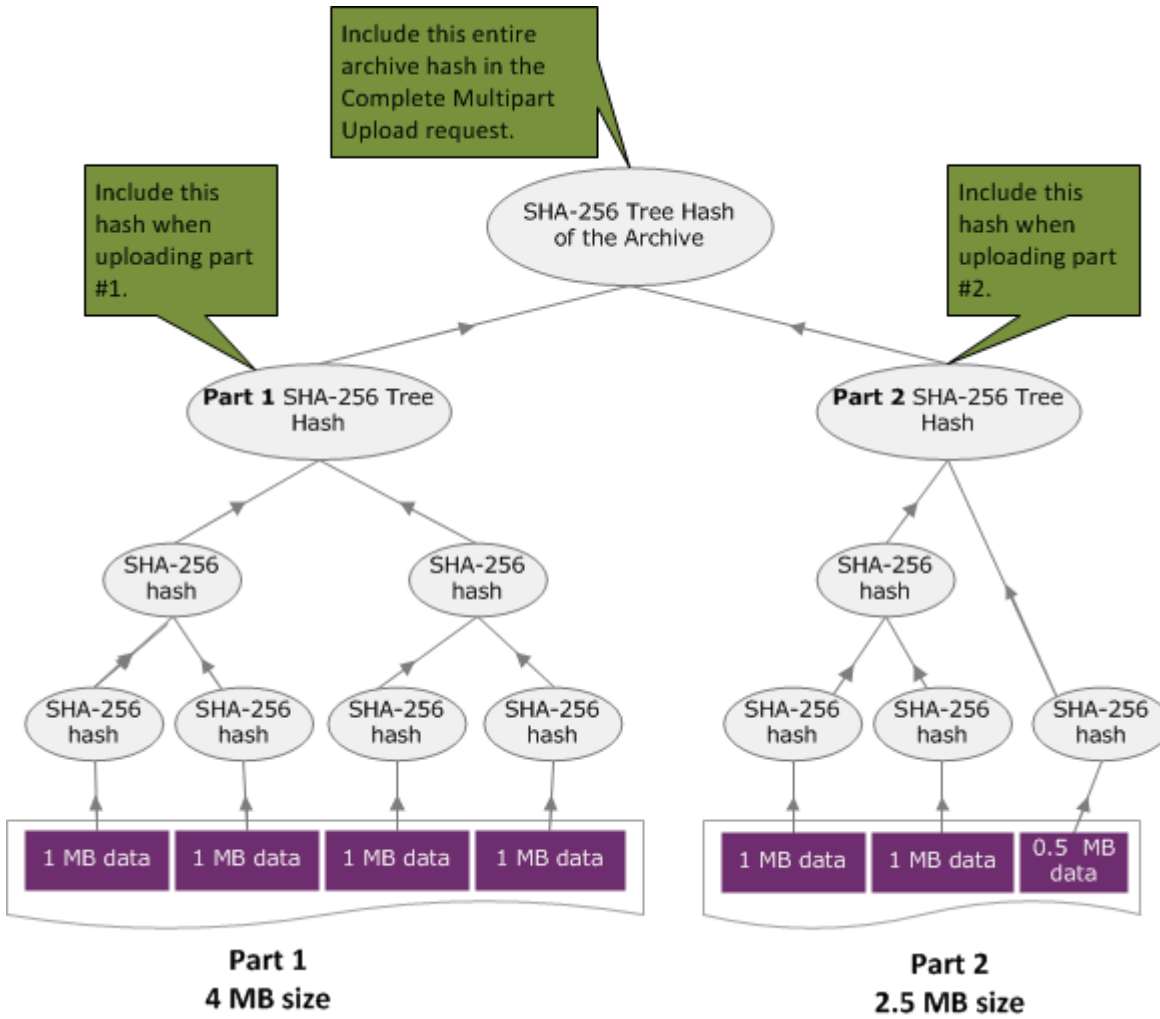 Include this entire
archive hash in the
Complete Multipart
Upload request.
Include this
hash when
uploading part
#1.
Include this
hash when
uploading part
#2.
SHA-256 Tree Hash
of the Archive
Part 1 SHA-256 Tree
Hash
Part 2 SHA-256 Tree
Hash
SHA-256
hash
SHA-256
hash
SHA-256
hash
SHA-256
hash
SHA-256
hash
SHA-256
hash
SHA-256
hash
SHA-256
hash
SHA-256
hash
SHA-256
hash
1 MB data
1 MB data
1 MB data
1 MB data
1 MB data
1 MB data
0.5 MB
data
Part 1
4 MB size
Part 2
2.5 MB size